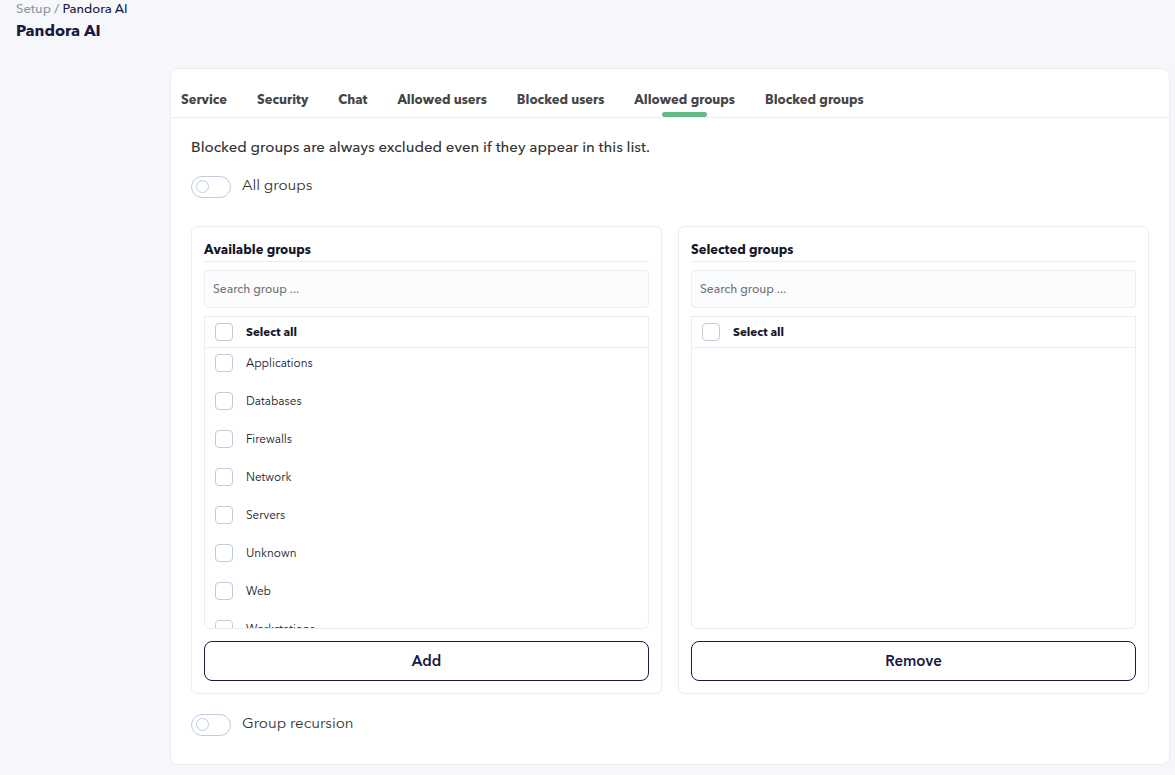 Setup / Pandora AI
Pandora AI
Service Security Chat Allowed users Blocked users Allowed groups Blocked groups
Blocked groups are always excluded even if they appear in this list.
All groups
Available groups
Search group ...
Select all
Applications
Databases
Firewalls
Network
Servers
Unknown
Web
Workstations
Add
Selected groups
Search group ...
Select all
Remove
Group recursion